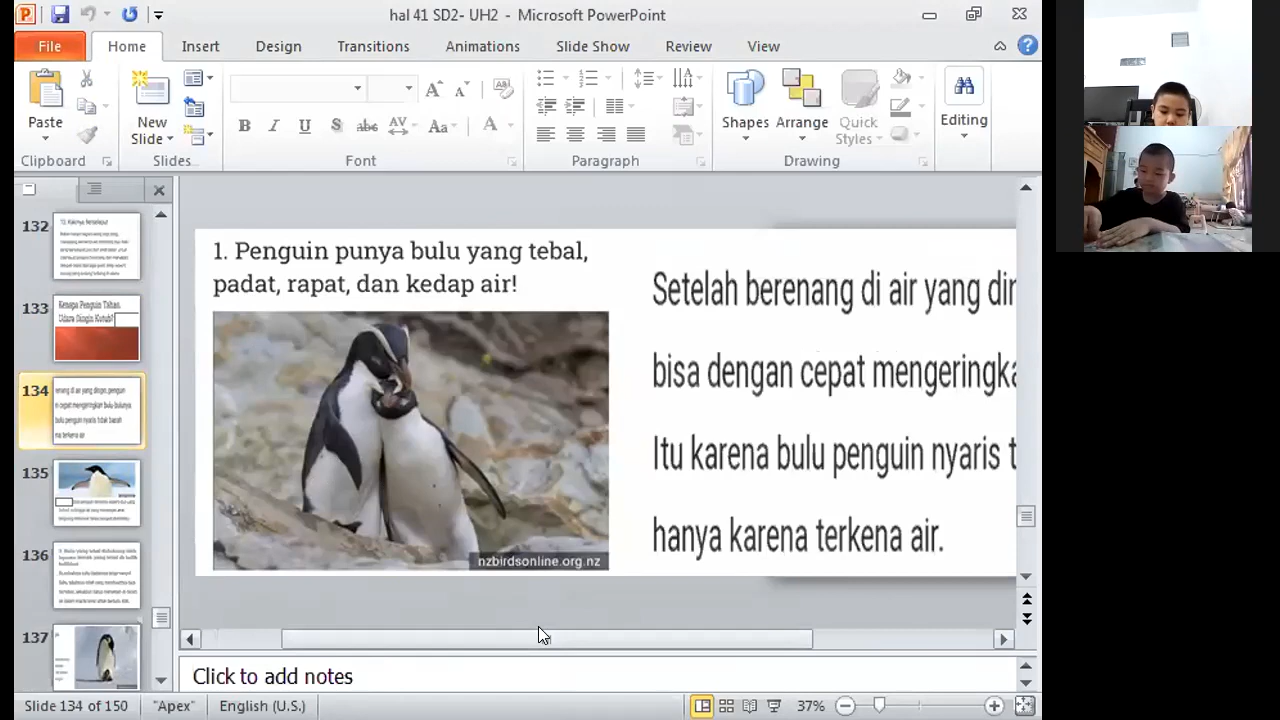 hal 41 SD2- UH2 - Microsoft PowerPoint
File Home Insert Design Transitions Animations Slide Show Review View
Paste
New
Slide
Shapes Arrange Quick
Styles
Editing
Clipboard Slides Font Paragraph Drawing
132
133
Kenapa Penguin Tahan
Udara Dingin Kutub?
134
135
136
137
1. Penguin punya bulu yang tebal,
padat, rapat, dan kedap air!
nzbirdsonline.org.nz
Setelah berenang di air yang
bisa dengan cepat
Itu karena bulu penguin nyaris
hanya karena terkena air.
Click to add notes
Slide 134 of 150 "Apex" English (U.S.) 37%